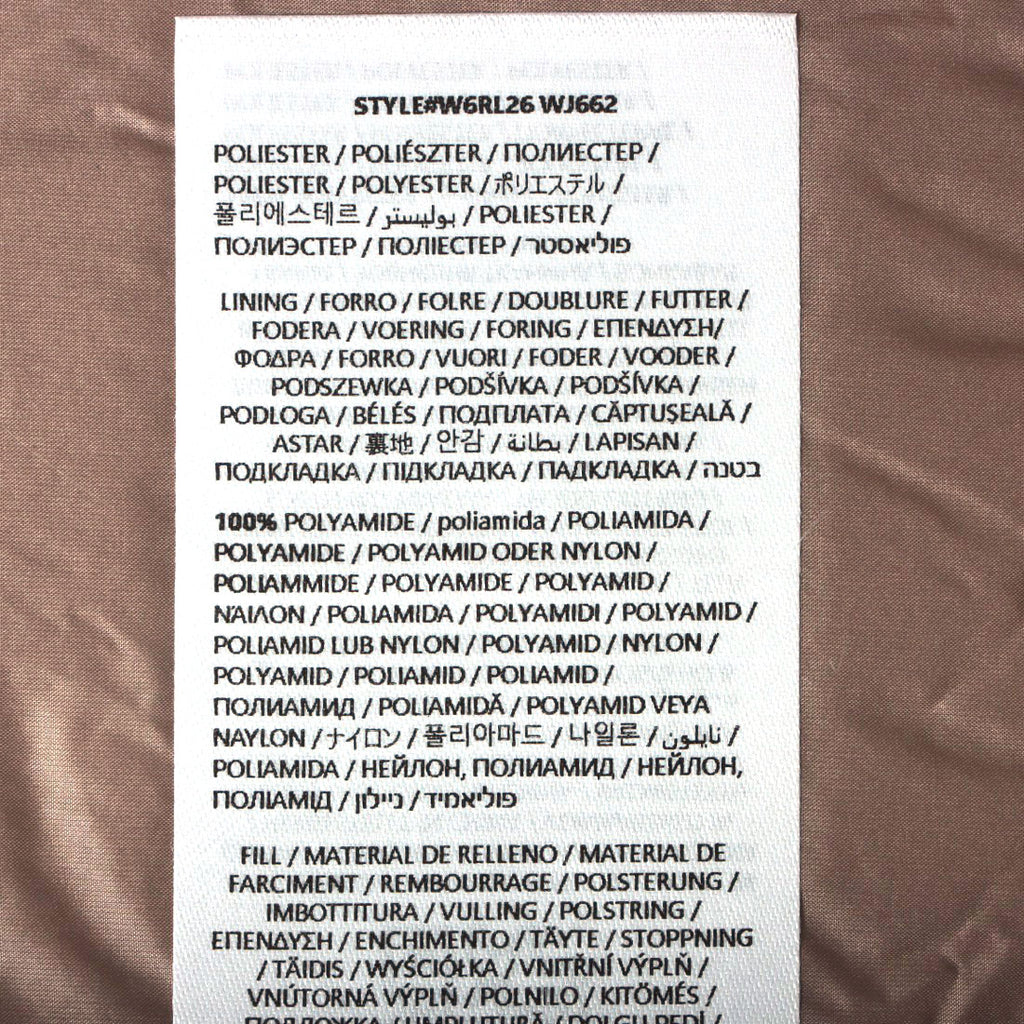 STYLE#W6RL26 WJ662
POLIESTER / POLIÉSZTER / ПОЛИЕСТЕР /
POLIESTER / POLYESTER / ポリエステル /
폴리에스테르 / بوليستر / POLIESTER /
ПОЛИЭСТЕР / ПОЛІЕСТЕР / פוליאסטר
LINING / FORRO / FOLRE / DOUBLURE / FUTTER /
FODERA / VOERING / FORING / ΕΠΕΝΔΥΣΗ/
ΦΟΔΡΑ / FORRO / VUORI / FODER / VOODER /
PODSZEWKA / PODŠÍVKA / PODŠÍVKA /
PODLOGA / BÉLÉS / ПОДПЛАТА / CĂPTUŞEALĂ /
ASTAR / 裏地 / 안감 / بطانة / LAPISAN /
ПОДКЛАДКА / ПІДКЛАДКА / ПАДКЛАДКА / בטנה
100% POLYAMIDE / poliamida / POLIAMIDA /
POLYAMIDE / POLYAMID ODER NYLON /
POLIAMMIDE / POLYAMIDE / POLYAMID /
ΝΆΙΛΟΝ / POLIAMIDA / POLYAMIDI / POLYAMID /
POLIAMID LUB NYLON / POLYAMID / NYLON /
POLYAMID / POLIAMID / POLIAMID /
ПОЛИАМИД / POLIAMIDĂ / POLYAMID VEYA
NAYLON / ナイロン / 폴리아마드 / 나일론 / نايلون /
POLIAMIDA / НЕЙЛОН, ПОЛИАМИД / НЕЙЛОН,
ПОЛІАМІД / ניילון / פוליאמיד
FILL / MATERIAL DE RELLENO / MATERIAL DE
FARCIMENT / REMBOURRAGE / POLSTERUNG /
IMBOTTITURA / VULLING / POLSTRING /
ΕΠΕΝΔΥΣΗ / ENCHIMENTO / TÄYTE / STOPPNING
/ TÄIDIS / WYŚCIÓŁKA / VNITŘNÍ VÝPLŇ /
VNÚTORNÁ VÝPLŇ / POLNILO / KITÖMÉS /
ПОДЛОЖКА / UMPLUTURĂ / DOLGU BEDİ /